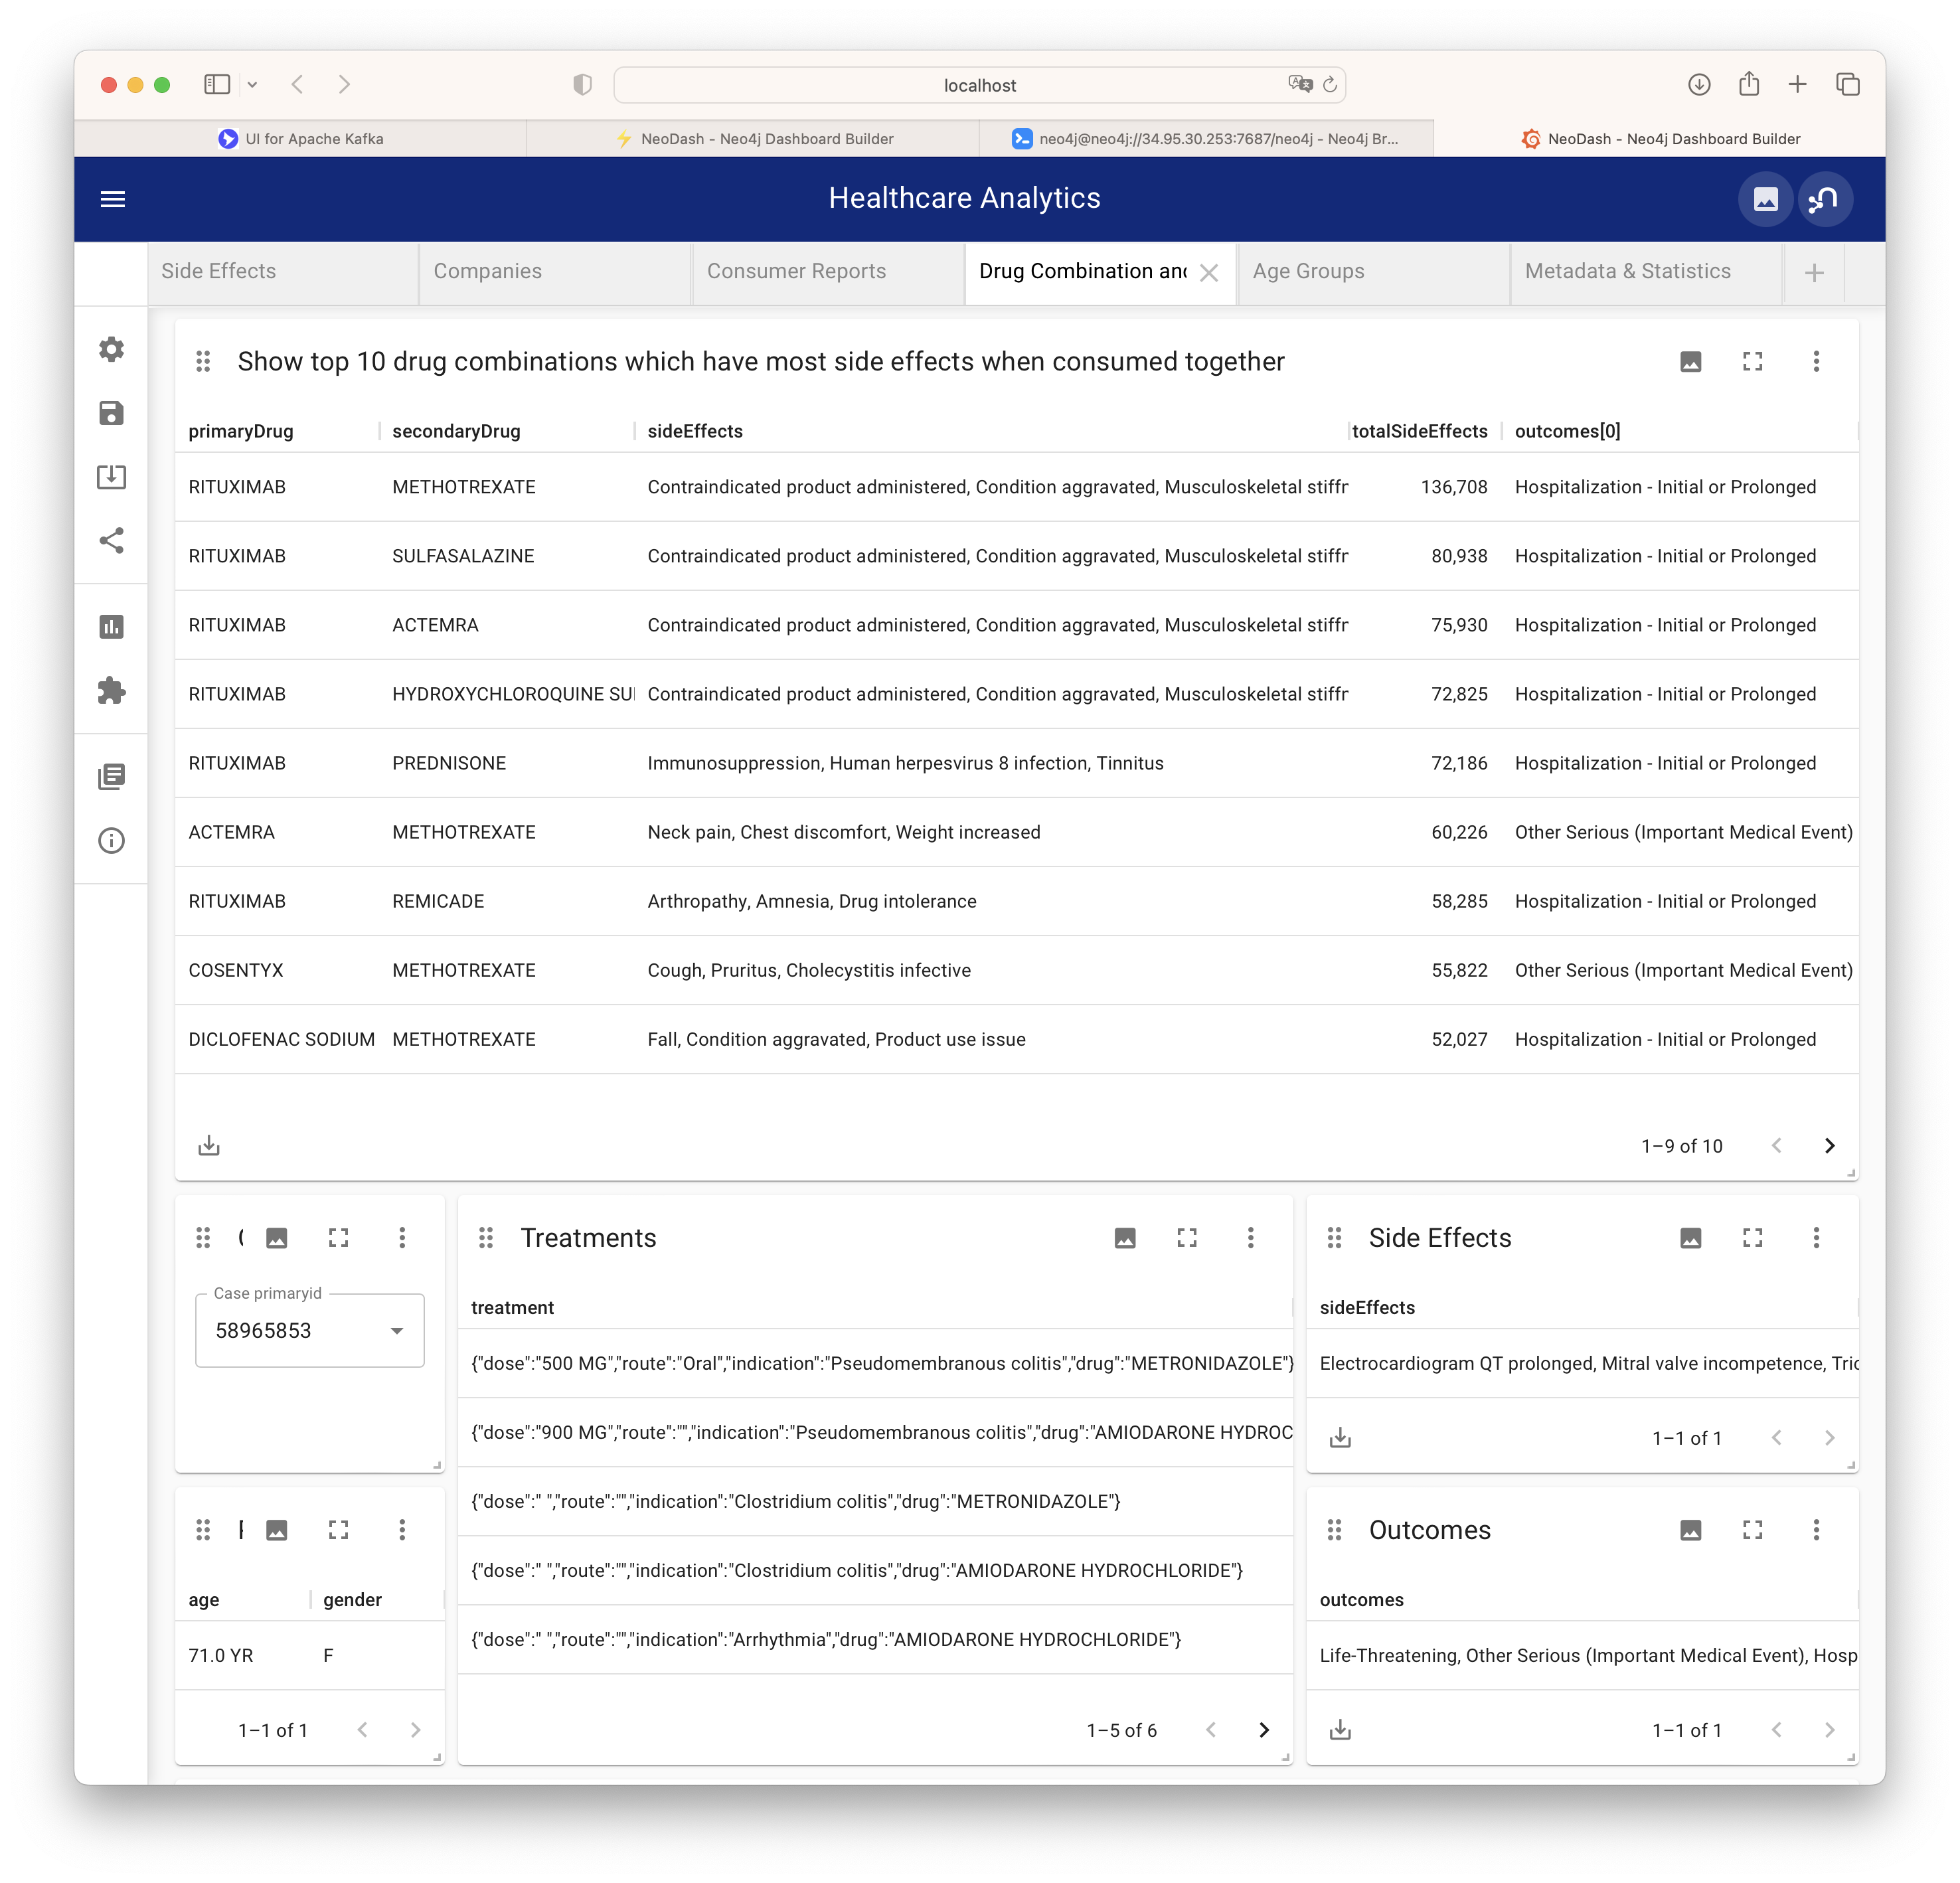 localhost
UI for Apache Kafka
NeoDash - Neo4j Dashboard Builder
neo4j@neo4j://34.95.30.253:7687/neo4j - Neo4j Br...
NeoDash - Neo4j Dashboard Builder
Healthcare Analytics
Side Effects
Companies
Consumer Reports
Drug Combination and
Age Groups
Metadata & Statistics
Show top 10 drug combinations which have most side effects when consumed together
primaryDrug secondaryDrug sideEffects totalSideEffects outcomes[0]
RITUXIMAB METHOTREXATE Contraindicated product administered, Condition aggravated, Musculoskeletal 136,708 Hospitalization - Initial or Prolonged
RITUXIMAB SULFASALAZINE Contraindicated product administered, Condition aggravated, Musculoskeletal 80,938 Hospitalization - Initial or Prolonged
RITUXIMAB ACTEMRA Contraindicated product administered, Condition aggravated, Musculoskeletal 75,930 Hospitalization - Initial or Prolonged
RITUXIMAB HYDROXYCHLOROQUINE SU Contraindicated product administered, Condition aggravated, Musculoskeletal 72,825 Hospitalization - Initial or Prolonged
RITUXIMAB PREDNISONE Immunosuppression, Human herpesvirus 8 infection, Tinnitus 72,186 Hospitalization - Initial or Prolonged
ACTEMRA METHOTREXATE Neck pain, Chest discomfort, Weight increased 60,226 Other Serious (Important Medical Event)
RITUXIMAB REMICADE Arthropathy, Amnesia, Drug intolerance 58,285 Hospitalization - Initial or Prolonged
COSENTYX METHOTREXATE Cough, Pruritus, Cholecystitis infective 55,822 Other Serious (Important Medical Event)
DICLOFENAC SODIUM METHOTREXATE Fall, Condition aggravated, Product use issue 52,027 Hospitalization - Initial or Prolonged
1–9 of 10
Case primaryid
58965853
Treatments
treatment
{"dose":"500 MG","route":"Oral","indication":"Pseudomembranous colitis","drug":"METRONIDAZOLE"}
{"dose":"900 MG","route":"","indication":"Pseudomembranous colitis","drug":"AMIODARONE HYDROC
{"dose":" ","route":"","indication":"Clostridium colitis","drug":"METRONIDAZOLE"}
{"dose":" ","route":"","indication":"Clostridium colitis","drug":"AMIODARONE HYDROCHLORIDE"}
{"dose":" ","route":"","indication":"Arrhythmia","drug":"AMIODARONE HYDROCHLORIDE"}
1–5 of 6
Side Effects
sideEffects
Electrocardiogram QT prolonged, Mitral valve incompetence, Tric
1–1 of 1
age gender
71.0 YR F
1–1 of 1
Outcomes
outcomes
Life-Threatening, Other Serious (Important Medical Event), Hosp
1–1 of 1